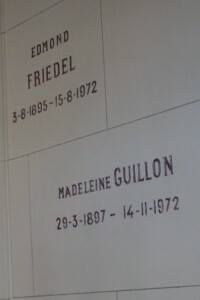 EDMOND
FRIEDEL
3-8-1895-15-8-1972
MADELEINE GUILLON
29-3-1897 - 14-11-1972